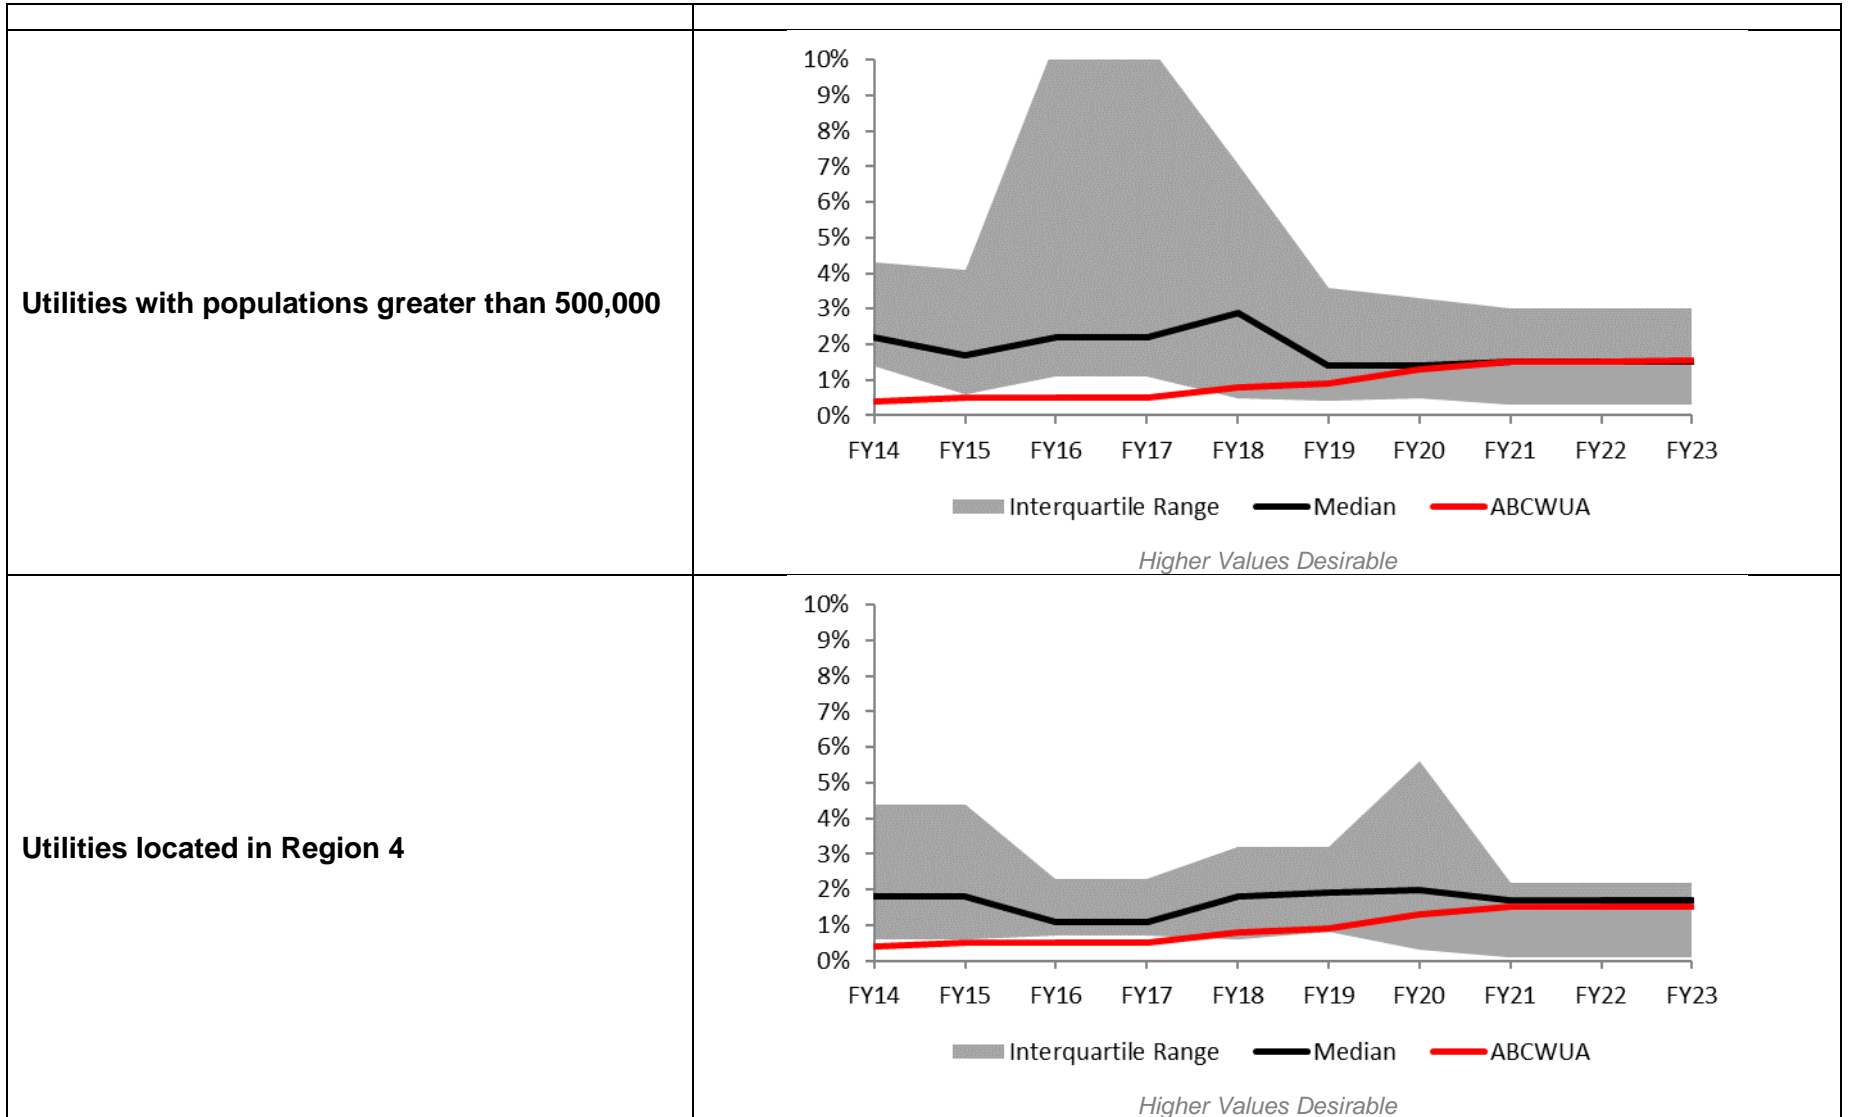 Utilities with populations greater than 500,000
10%
9%
8%
7%
6%
5%
4%
3%
2%
1%
0%
FY14 FY15 FY16 FY17 FY18 FY19 FY20 FY21 FY22 FY23
Interquartile Range Median ABCWUA
Higher Values Desirable
Utilities located in Region 4
10%
9%
8%
7%
6%
5%
4%
3%
2%
1%
0%
FY14 FY15 FY16 FY17 FY18 FY19 FY20 FY21 FY22 FY23
Interquartile Range Median ABCWUA
Higher Values Desirable